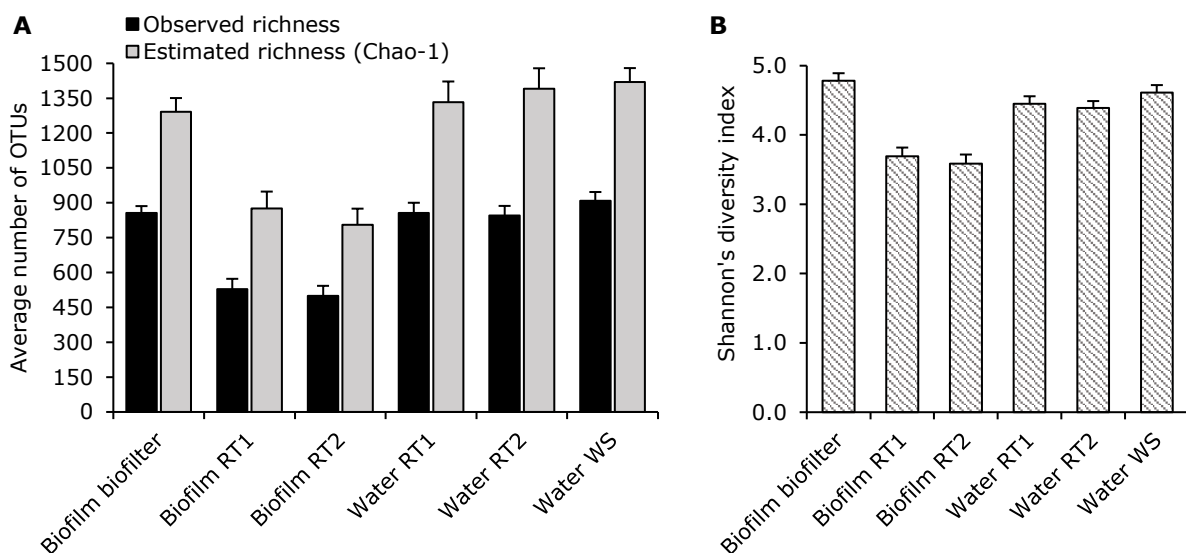 A
Observed richness
Estimated richness (Chao-1)
Average number of OTUs
1500
1350
1200
1050
900
750
600
450
300
150
0
Biofilm biofilter
Biofilm RT1
Biofilm RT2
Water RT1
Water RT2
Water WS
B
Shannon's diversity index
5.0
4.0
3.0
2.0
1.0
0.0
Biofilm biofilter
Biofilm RT1
Biofilm RT2
Water RT1
Water RT2
Water WS